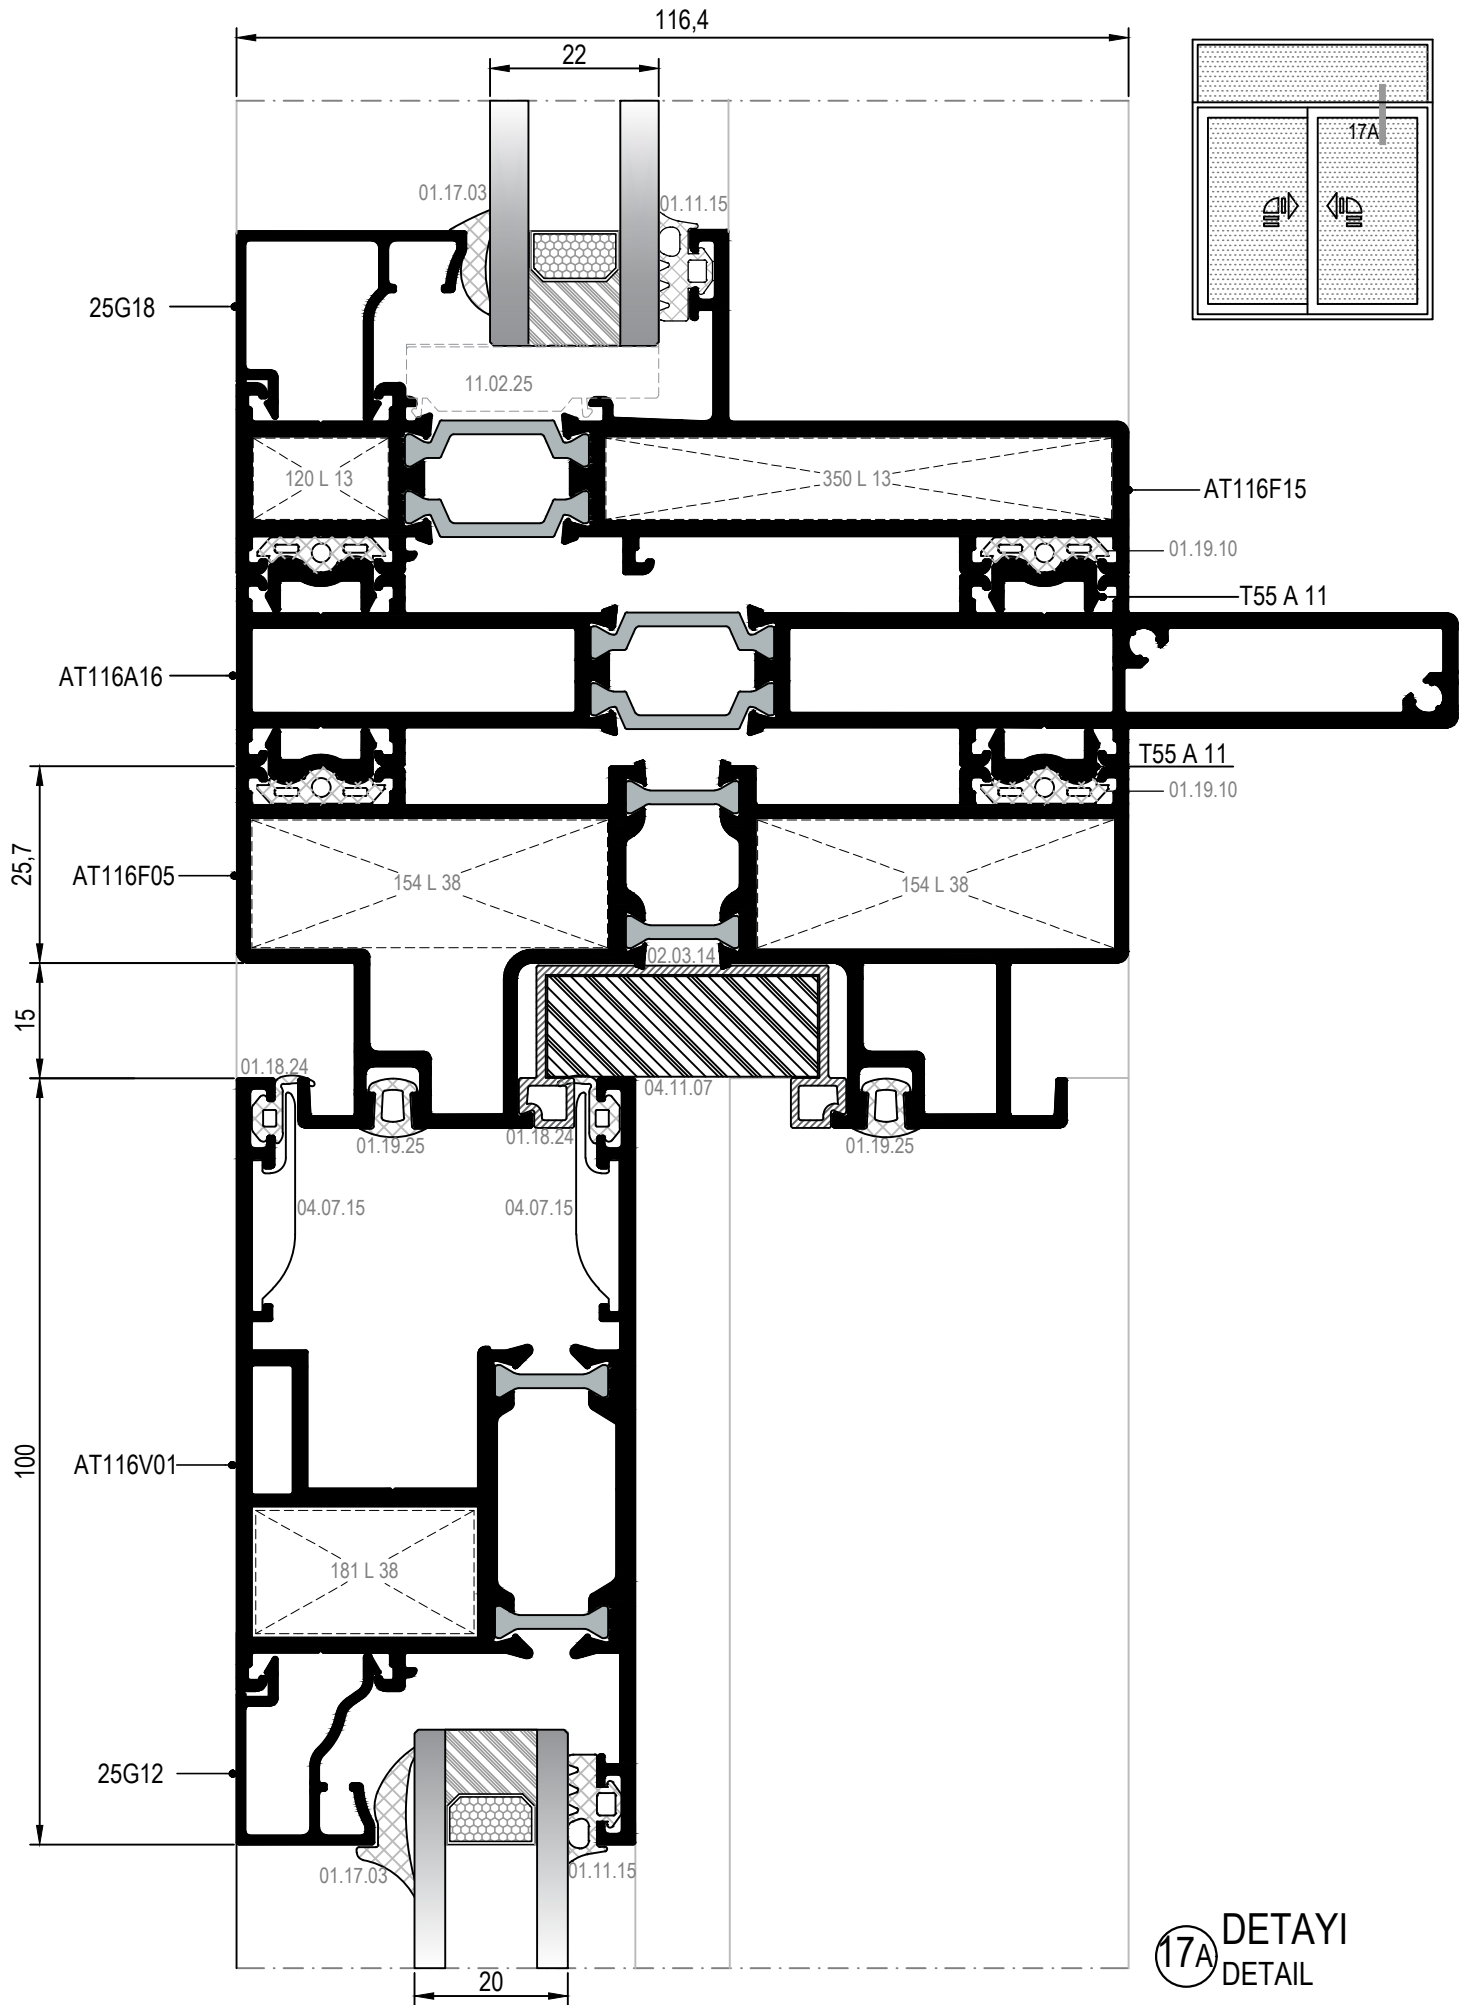 116,4
22
17A
01.17.03
01.11.15
25G18
11.02.25
120 L 13
350 L 13
AT116F15
01.19.10
T55 A 11
AT116A16
T55 A 11
01.19.10
25,7
AT116F05
154 L 38
154 L 38
02.03.14
15
01.18.24
04.11.07
01.19.25
01.18.24
01.19.25
04.07.15
04.07.15
100
AT116V01
181 L 38
25G12
01.17.03
01.11.15
20
17A
DETAYI
DETAIL